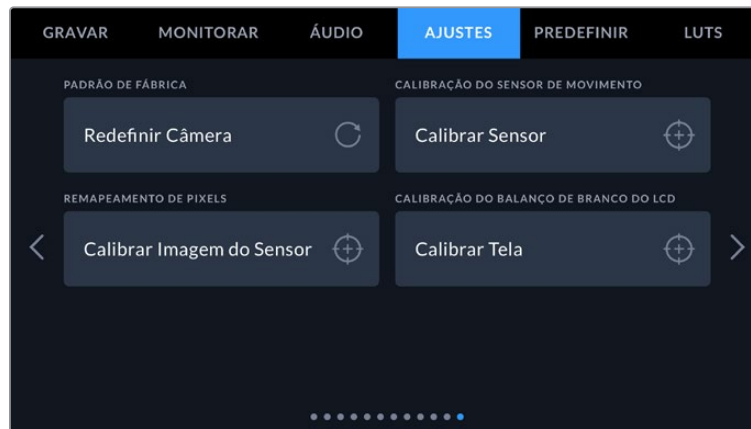 GRAVAR MONITORAR ÁUDIO AJUSTES PREDEFINIR LUTS
PADRÃO DE FÁBRICA
Redefinir Câmera
CALIBRAÇÃO DO SENSOR DE MOVIMENTO
Calibrar Sensor
REMAPEAMENTO DE PIXELS
Calibrar Imagem do Sensor
CALIBRAÇÃO DO BALANÇO DE BRANCO DO LCD
Calibrar Tela